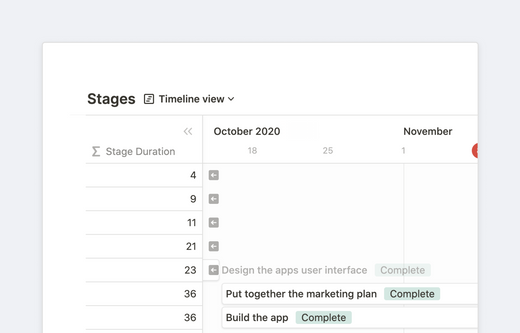 Stages Timeline view
October 2020 November
Σ Stage Duration 18 25 1
4
9
11
21
23 Design the apps user interface Complete
36 Put together the marketing plan Complete
36 Build the app Complete